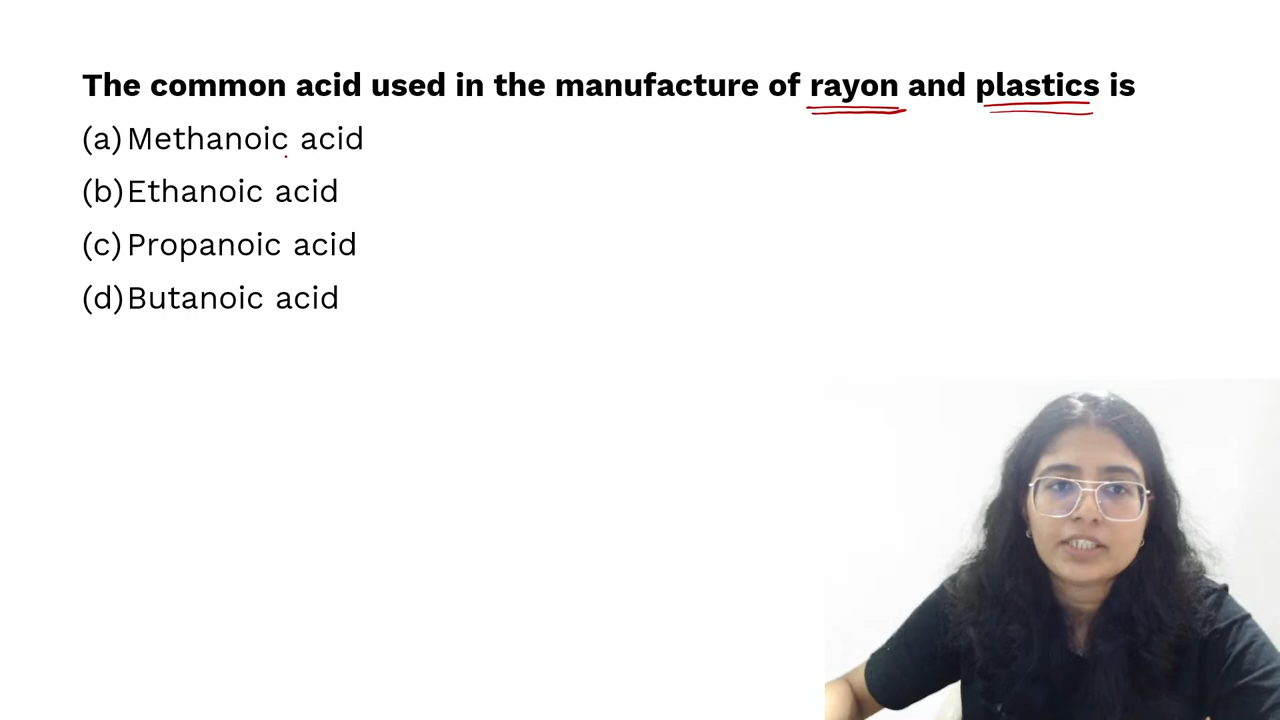 The common acid used in the manufacture of rayon and plastics is
(a) Methanoic acid
(b) Ethanoic acid
(c) Propanoic acid
(d) Butanoic acid